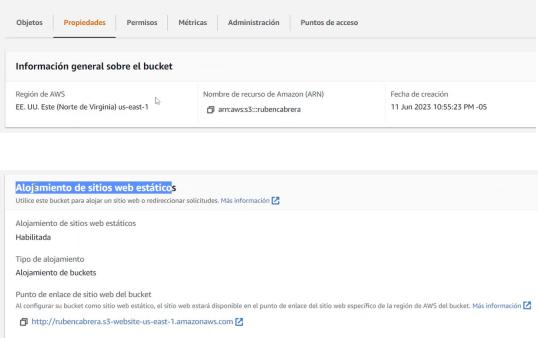 Objetos Propiedades Permisos Métricas Administración Puntos de acceso
Información general sobre el bucket
Región de AWS Nombre de recurso de Amazon (ARN) Fecha de creación
EE. UU. Este (Norte de Virginia) us-east-1 arn:aws:s3:::rubencabrera 11 Jun 2023 10:55:23 PM -05
Alojamiento de sitios web estáticos
Utilice este bucket para alojar un sitio web o redireccionar solicitudes. Más información
Alojamiento de sitios web estáticos
Habilitada
Tipo de alojamiento
Alojamiento de buckets
Punto de enlace de sitio web del bucket
Al configurar su bucket como sitio web estático, el sitio web estará disponible en el punto de enlace del sitio web específico de la región de AWS del bucket. Más información
http://rubencabrera.s3-website-us-east-1.amazonaws.com